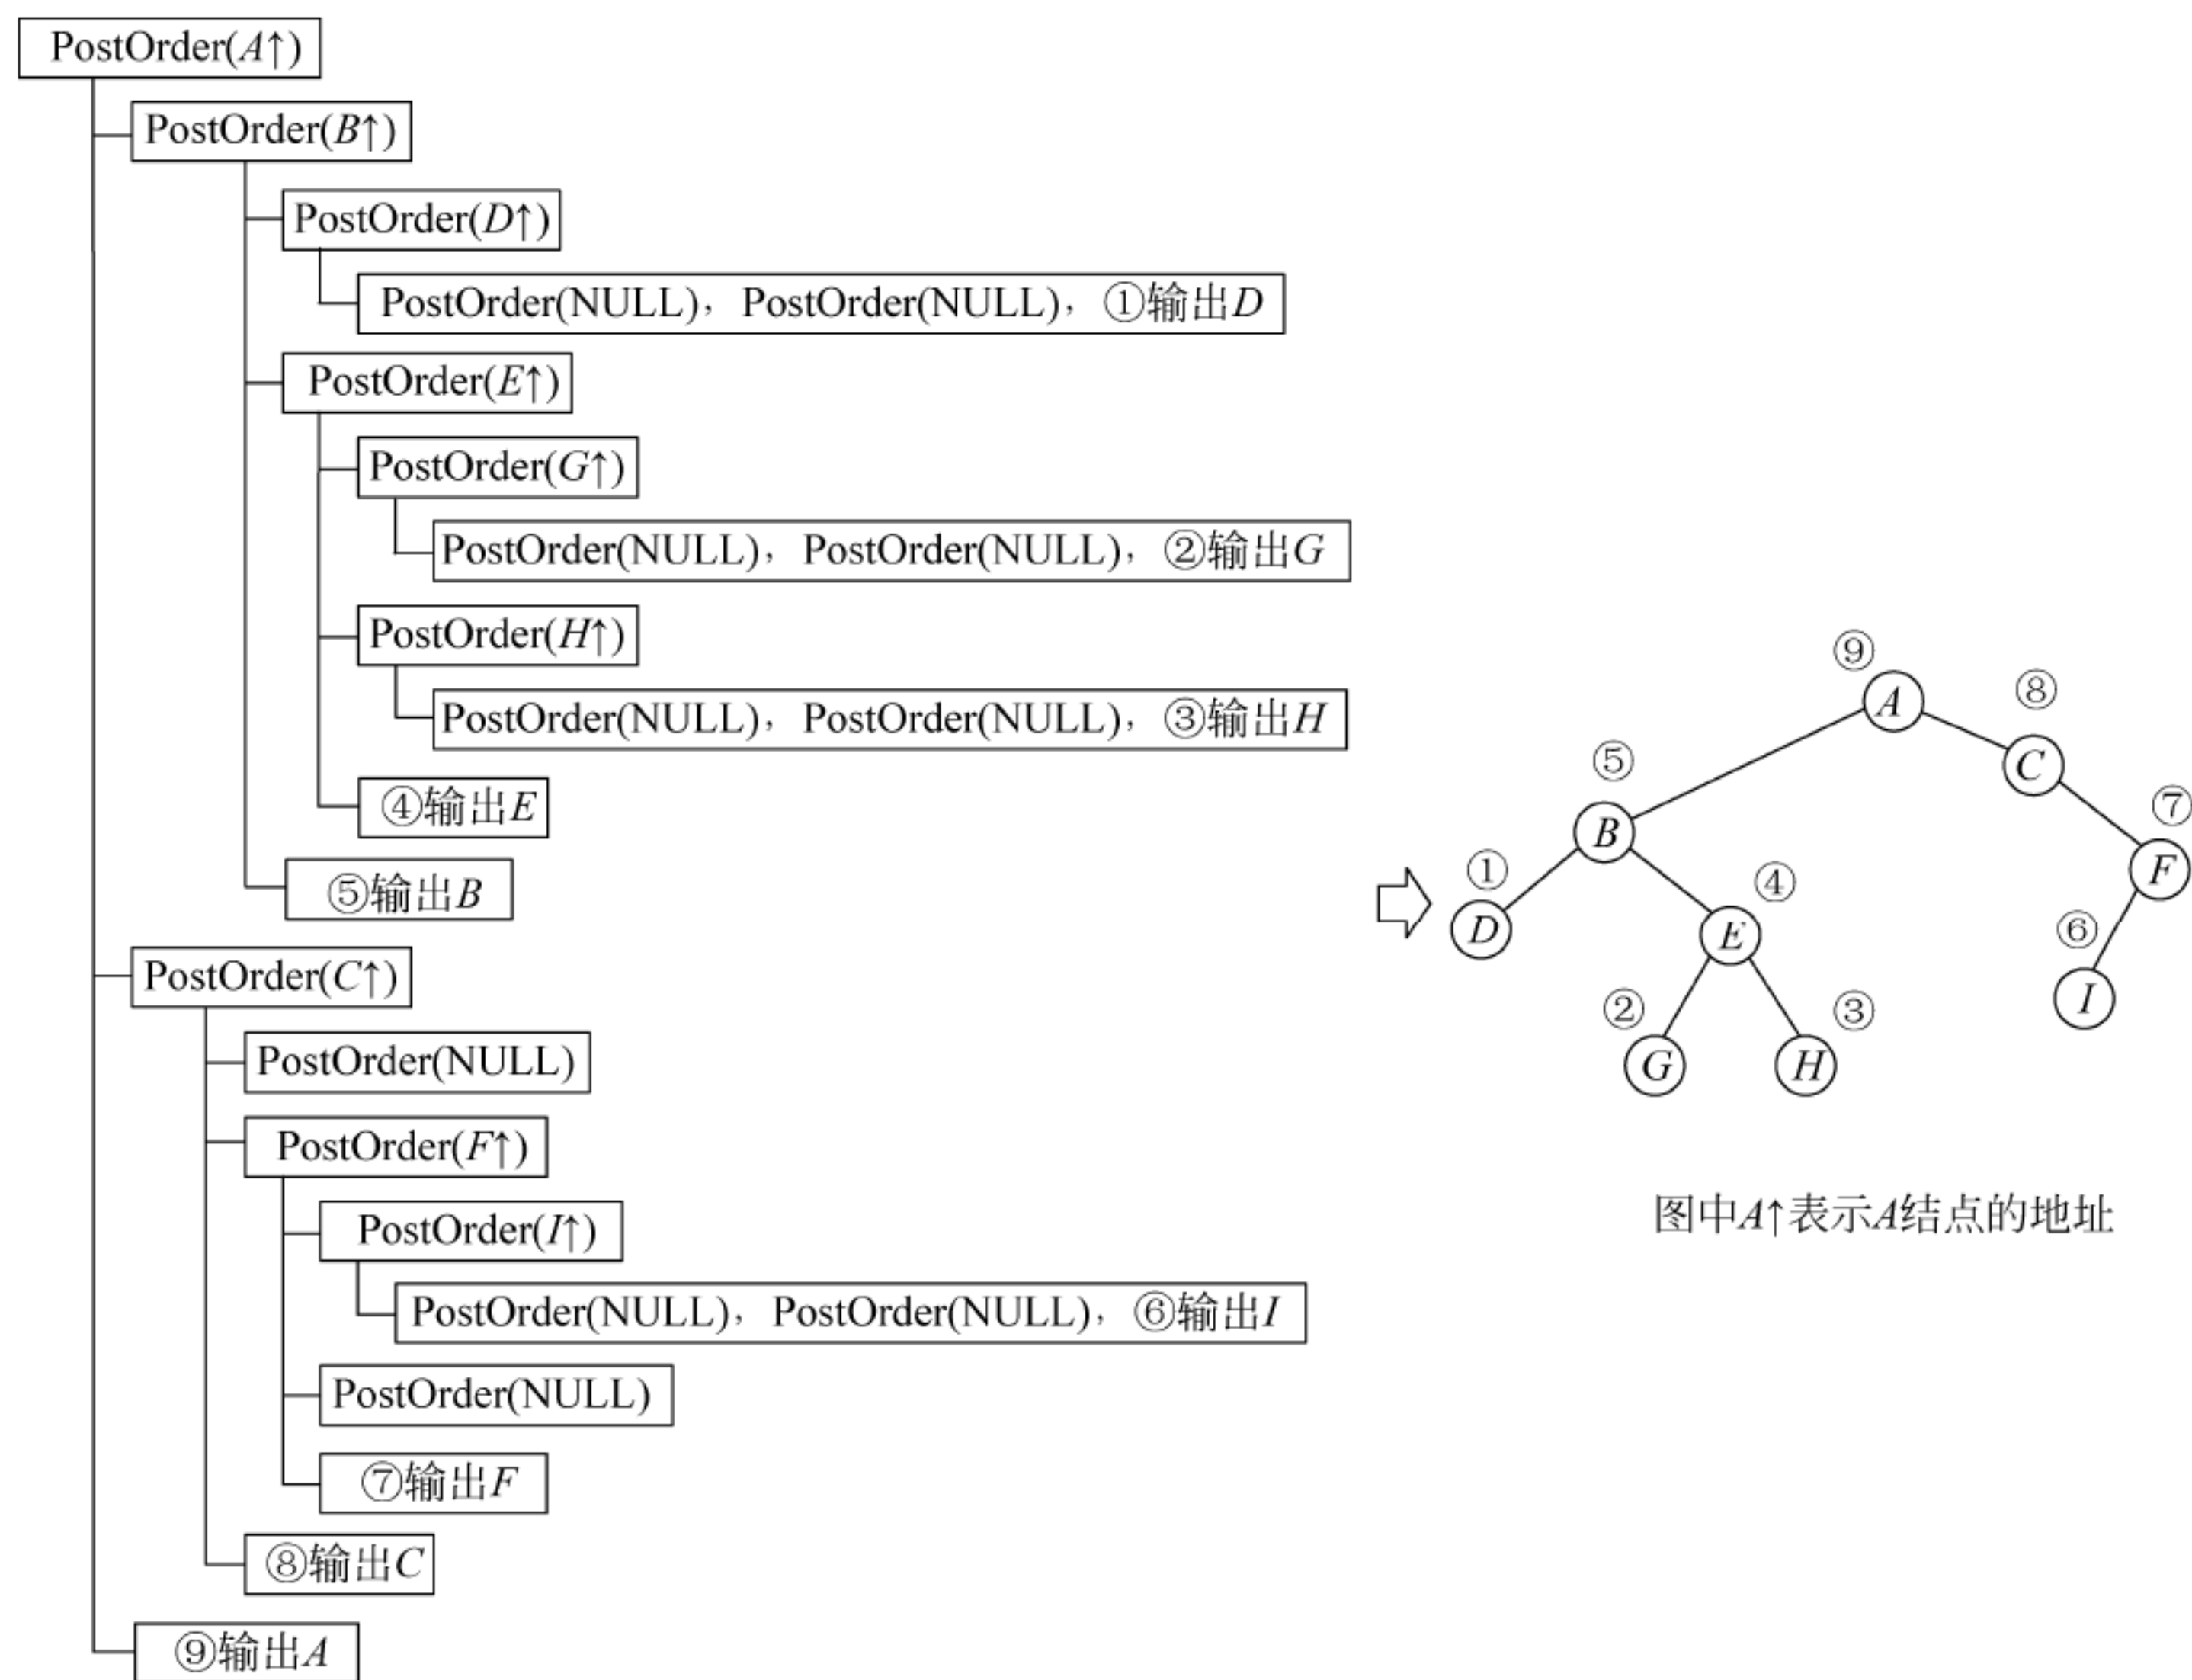 PostOrder(A↑)
PostOrder(B↑)
PostOrder(D↑)
PostOrder(NULL)，PostOrder(NULL)，①输出D
PostOrder(E↑)
PostOrder(G↑)
PostOrder(NULL)，PostOrder(NULL)，②输出G
PostOrder(H↑)
PostOrder(NULL)，PostOrder(NULL)，③输出H
④输出E
⑤输出B
PostOrder(C↑)
PostOrder(NULL)
PostOrder(F↑)
PostOrder(I↑)
PostOrder(NULL)，PostOrder(NULL)，⑥输出I
PostOrder(NULL)
⑦输出F
⑧输出C
⑨输出A
⑨
A
⑧
C
⑤
B
⑦
F
①
D
④
E
⑥
I
②
G
③
H
图中A↑表示A结点的地址